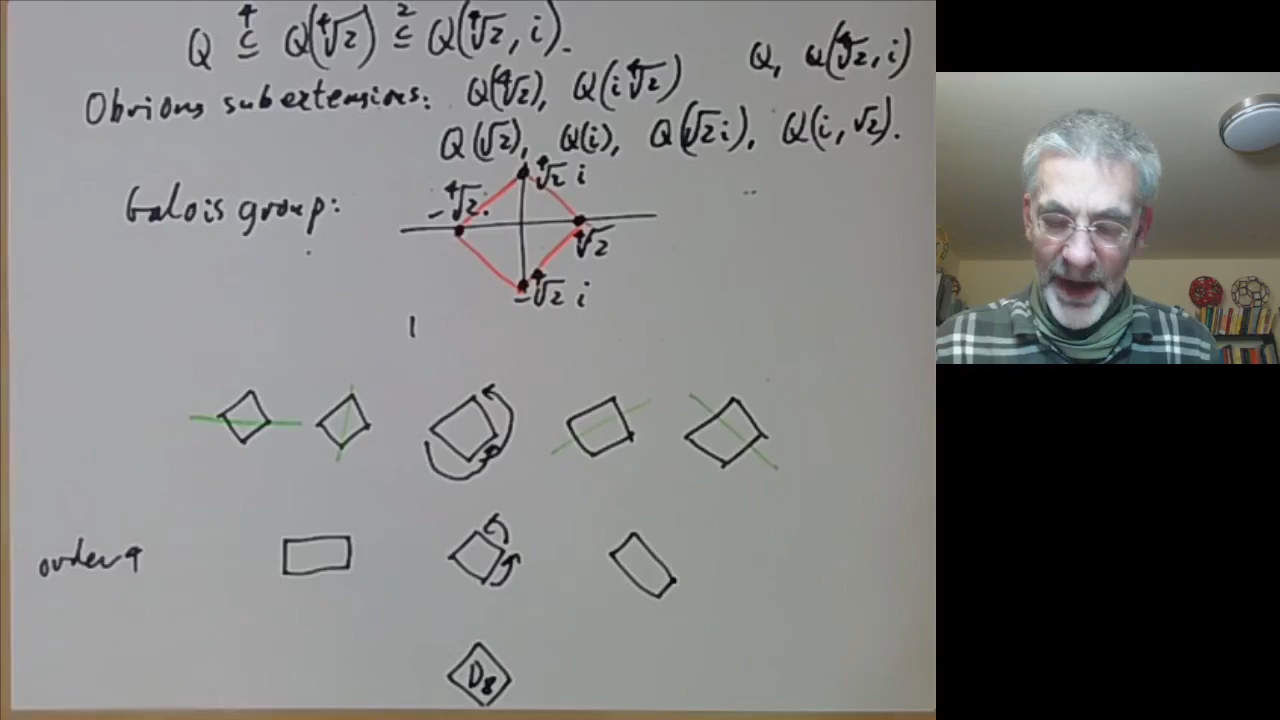 Q ⊆ Q(∜2) ⊆ Q(∜2, i).
4 2
Q, Q(∜2, i)
Obvious subextensions: Q(∜2), Q(i∜2)
Q(√2), Q(i), Q(√2i), Q(i, √2).
Galois group:
∜2 i
-∜2
∜2
-∜2 i
1
order 4
D8